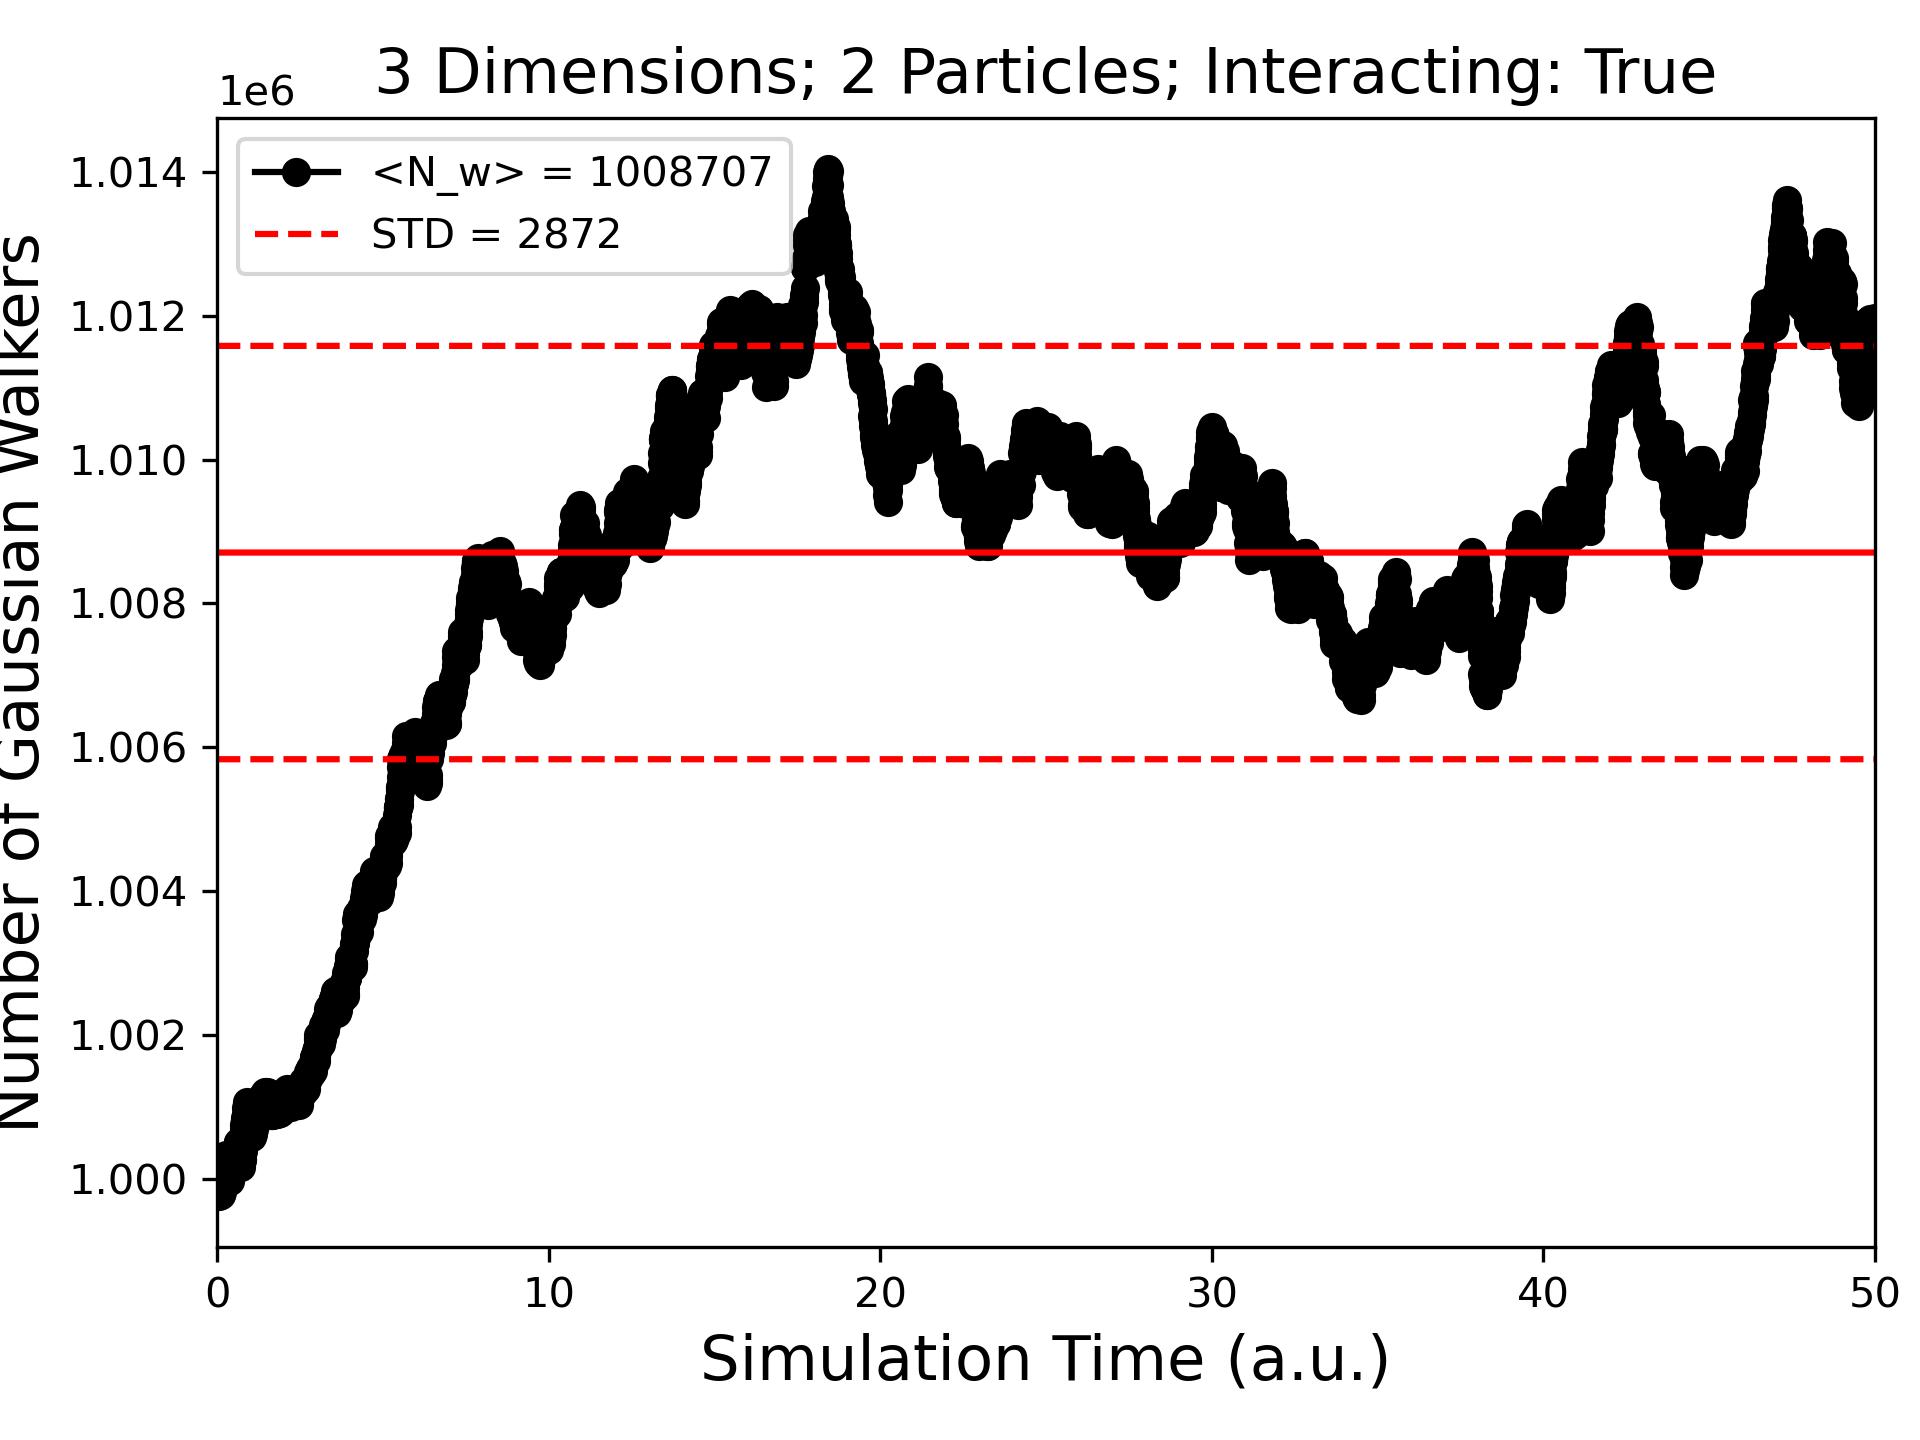 3 Dimensions; 2 Particles; Interacting: True
1e6
<N_w> = 1008707
STD = 2872
Number of Gaussian Walkers
1.014
1.012
1.010
1.008
1.006
1.004
1.002
1.000
0 10 20 30 40 50
Simulation Time (a.u.)